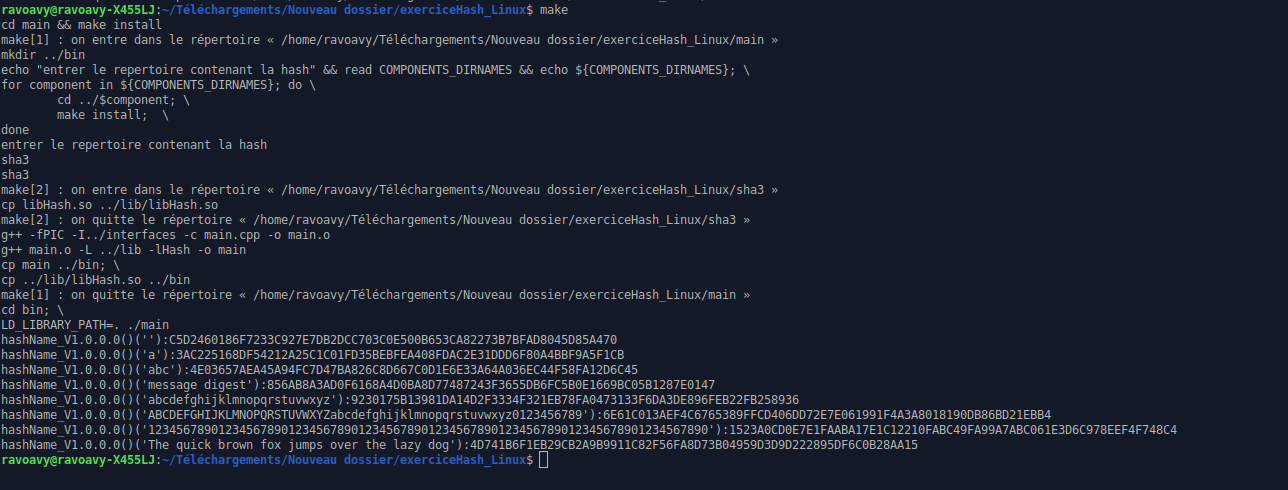 ravoavy@ravoavy-X455LJ:~/Téléchargements/Nouveau dossier/exerciceHash_Linux$ make
cd main && make install
make[1] : on entre dans le répertoire « /home/ravoavy/Téléchargements/Nouveau dossier/exerciceHash_Linux/main »
mkdir ../bin
echo "entrer le repertoire contenant la hash" && read COMPONENTS_DIRNAMES && echo ${COMPONENTS_DIRNAMES}; \
for component in ${COMPONENTS_DIRNAMES}; do \
        cd ../$component; \
        make install;  \
done
entrer le repertoire contenant la hash
sha3
sha3
make[2] : on entre dans le répertoire « /home/ravoavy/Téléchargements/Nouveau dossier/exerciceHash_Linux/sha3 »
cp libHash.so ../lib/libHash.so
make[2] : on quitte le répertoire « /home/ravoavy/Téléchargements/Nouveau dossier/exerciceHash_Linux/sha3 »
g++ -fPIC -I../interfaces -c main.cpp -o main.o
g++ main.o -L ../lib -lHash -o main
cp main ../bin; \
cp ../lib/libHash.so ../bin
make[1] : on quitte le répertoire « /home/ravoavy/Téléchargements/Nouveau dossier/exerciceHash_Linux/main »
cd bin; \
LD_LIBRARY_PATH=. ./main
hashName_V1.0.0.0()(''):C5D2460186F7233C927E7DB2DCC703C0E500B653CA82273B7BFAD8045D85A470
hashName_V1.0.0.0()('a'):3AC225168DF54212A25C1C01FD35BEBFEA408FDAC2E31DDD6F80A4BBF9A5F1CB
hashName_V1.0.0.0()('abc'):4E03657AEA45A94FC7D47BA826C8D667C0D1E6E33A64A036EC44F58FA12D6C45
hashName_V1.0.0.0()('message digest'):856AB8A3AD0F6168A4D0BA8D77487243F3655DB6FC5B0E1669BC05B1287E0147
hashName_V1.0.0.0()('abcdefghijklmnopqrstuvwxyz'):9230175B13981DA14D2F3334F321EB78FA0473133F6DA3DE896FEB22FB258936
hashName_V1.0.0.0()('ABCDEFGHIJKLMNOPQRSTUVWXYZabcdefghijklmnopqrstuvwxyz0123456789'):6E61C013AEF4C6765389FFCD406DD72E7E061991F4A3A8018190DB86BD21EBB4
hashName_V1.0.0.0()('12345678901234567890123456789012345678901234567890123456789012345678901234567890'):1523A0CD0E7E1FAABA17E1C12210FABC49FA99A7ABC061E3D6C978EEF4F748C4
hashName_V1.0.0.0()('The quick brown fox jumps over the lazy dog'):4D741B6F1EB29CB2A9B9911C82F56FA8D73B04959D3D9D222895DF6C0B28AA15
ravoavy@ravoavy-X455LJ:~/Téléchargements/Nouveau dossier/exerciceHash_Linux$